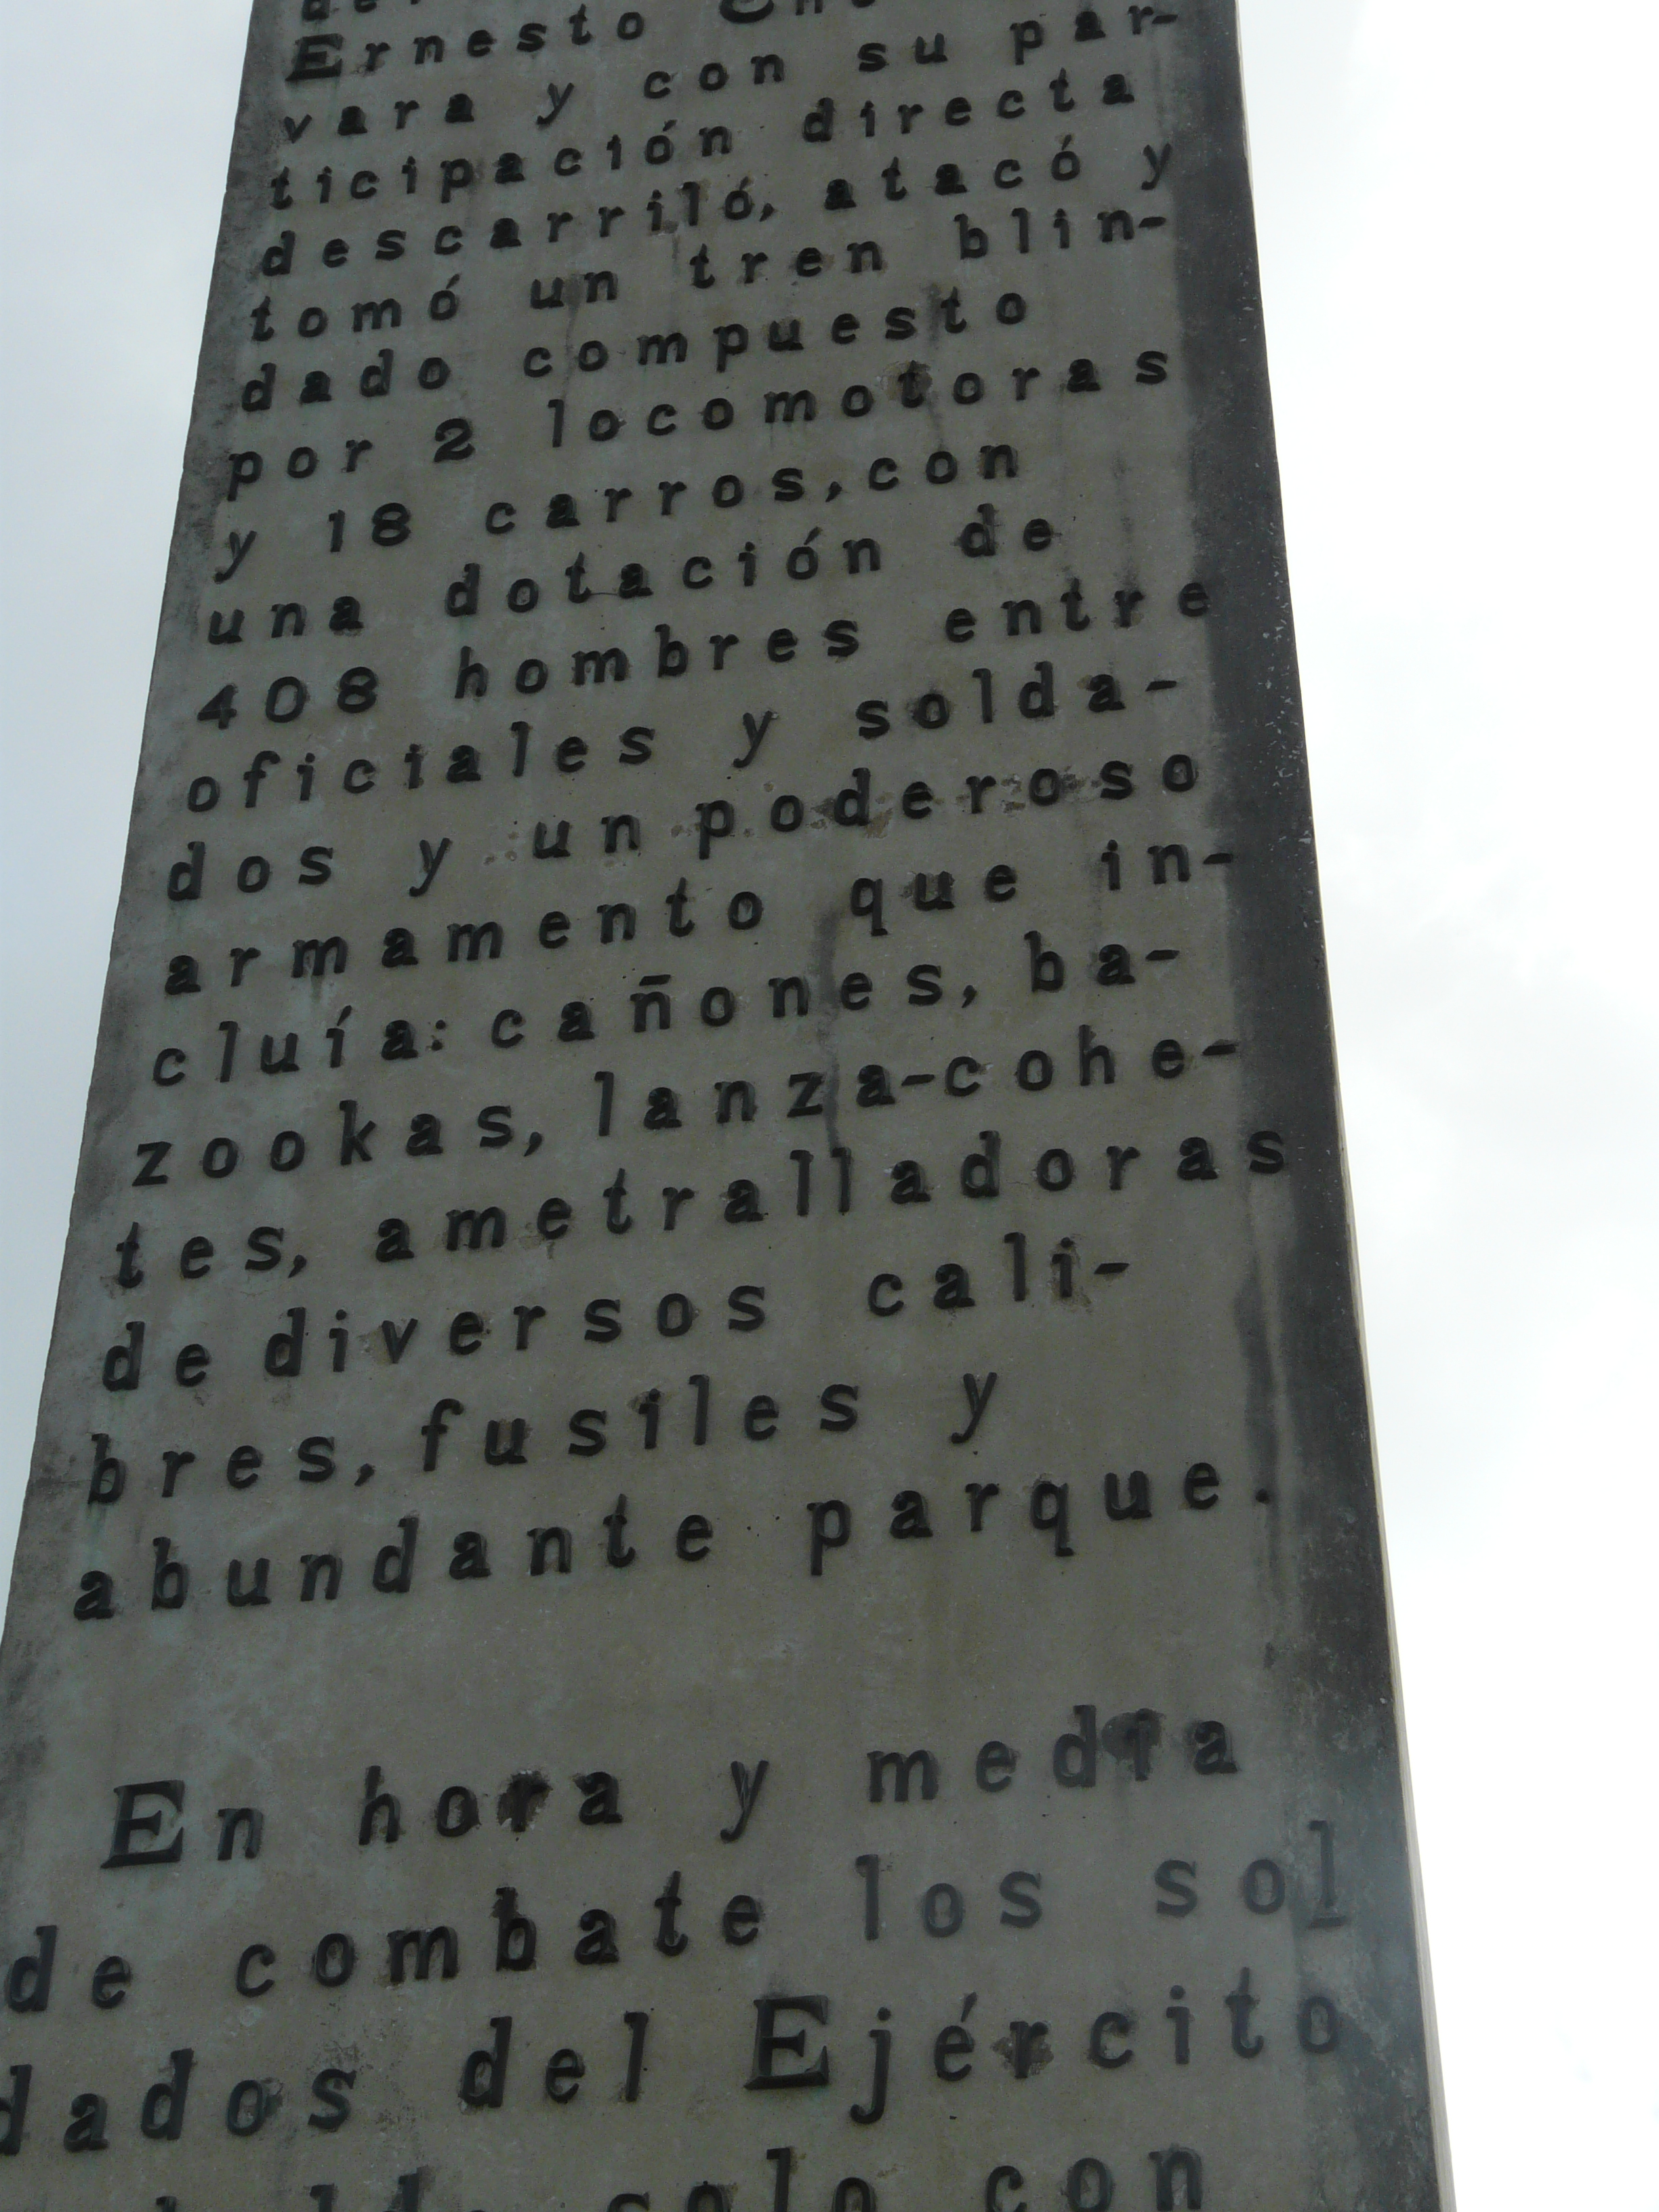 Ernesto
vara y con su par-
ticipación directa
descarriló, atacó y
tomó un tren blin-
dado compuesto
por 2 locomotoras
y 18 carros, con
una dotación de
408 hombres entre
oficiales y solda-
dos y un poderoso
armamento que in-
cluía: cañones, ba-
zookas, lanza-cohe-
tes, ametralladoras
de diversos cali-
bres, fusiles y
abundante parque.
En hora y media
de combate los sol
dados del Ejército
solo con